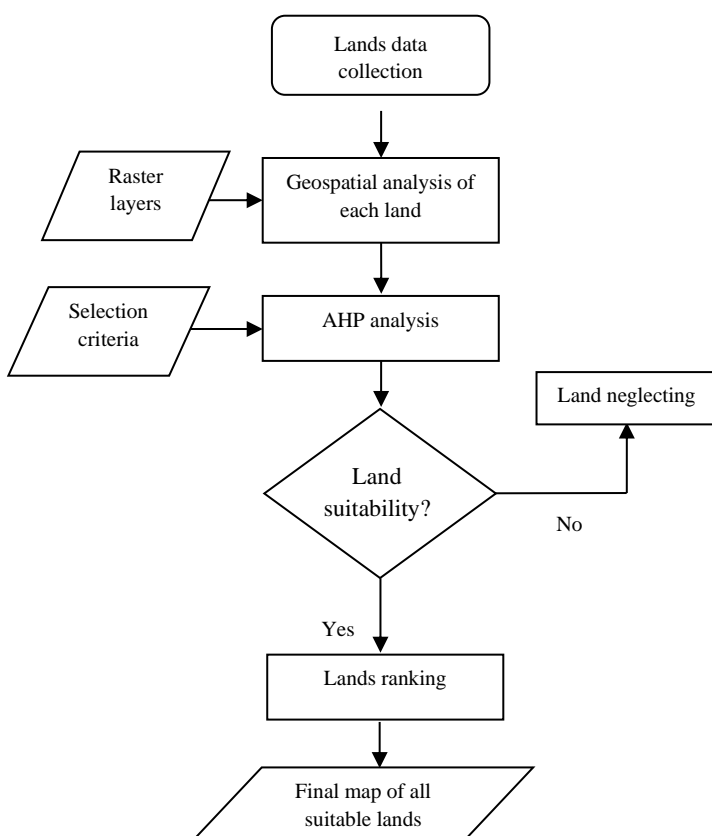 Lands data
collection
Raster
layers
Geospatial analysis of
each land
Selection
criteria
AHP analysis
Land neglecting
Land
suitability?
No
Yes
Lands ranking
Final map of all
suitable lands